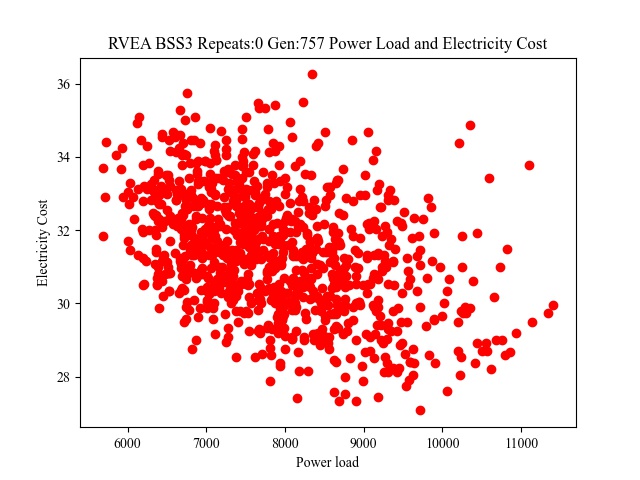 RVEA BSS3 Repeats:0 Gen:757 Power Load and Electricity Cost
36
34
32
30
28
Electricity Cost
6000 7000 8000 9000 10000 11000
Power load